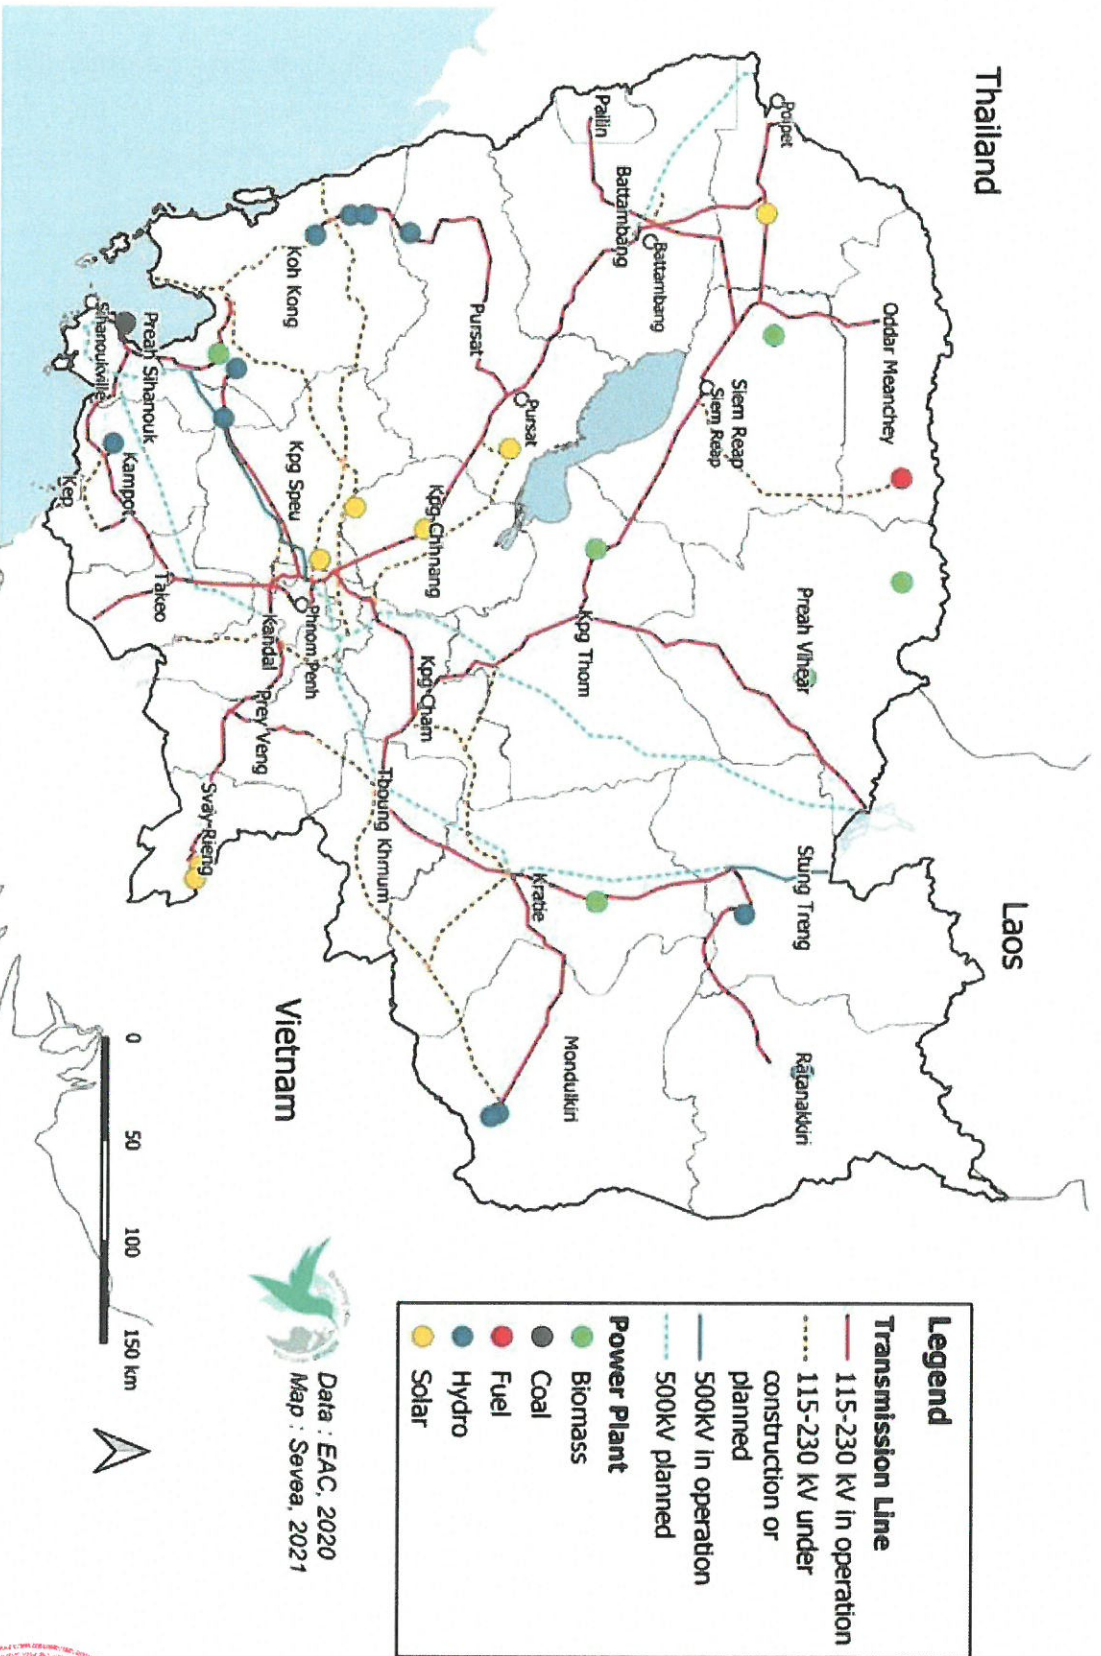 Thailand
Laos
Vietnam
Poipet
Oddar Meanchey
Pailin
Battambang
Battambang
Siem Reap
Siem Reap
Preah Vihear
Stung Treng
Ratanakkiri
Pursat
Pursat
Kpg Thom
Koh Kong
Kpg Chhnang
Kpg Cham
Kratie
Mondulkiri
Kpg Speu
Phnom Penh
Tboung Khmum
Preah Sihanouk
Sihanoukville
Kampot
Kep
Takeo
Kandal
Prey Veng
Svay Rieng
0 50 100 150 km
Legend
Transmission Line
115-230 kV in operation
115-230 kV under
construction or
planned
500kV in operation
500kV planned
Power Plant
Biomass
Coal
Fuel
Hydro
Solar
Data : EAC, 2020
Map : Sevea, 2021